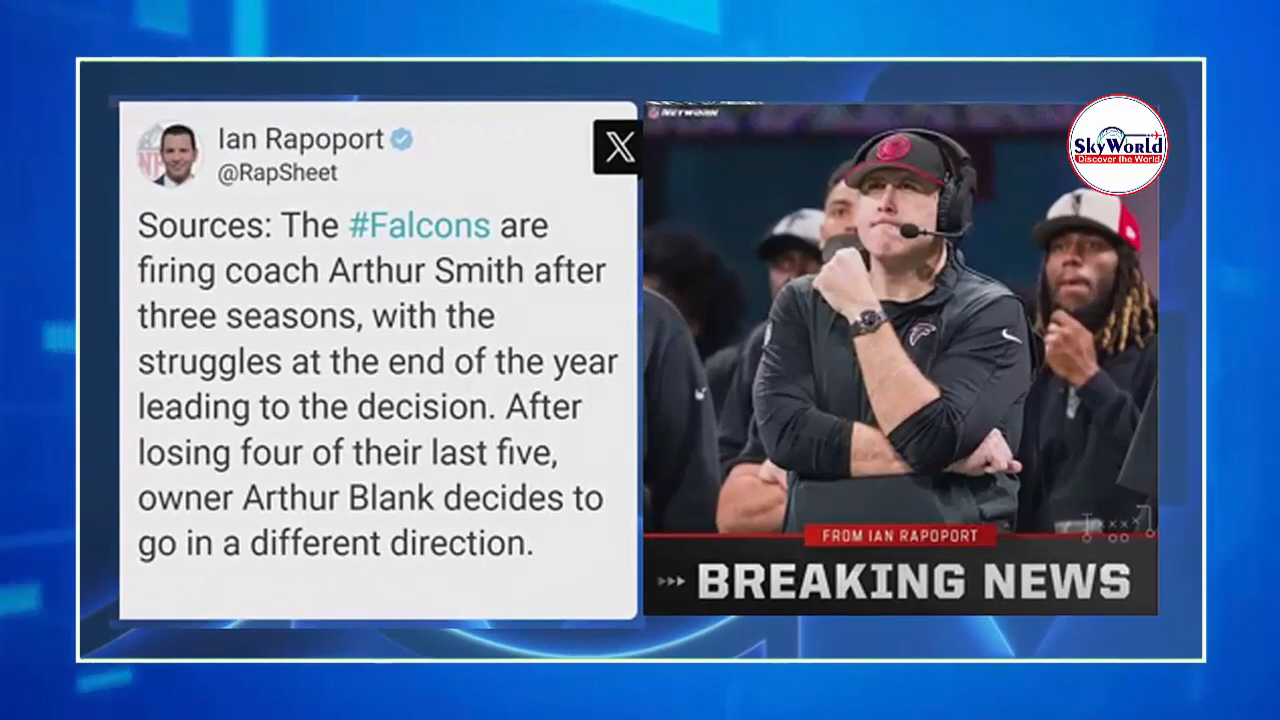 Ian Rapoport
@RapSheet
X
Sources: The #Falcons are
firing coach Arthur Smith after
three seasons, with the
struggles at the end of the year
leading to the decision. After
losing four of their last five,
owner Arthur Blank decides to
go in a different direction.
NETWORK
SkyWorld
Discover the World
FROM IAN RAPOPORT
BREAKING NEWS